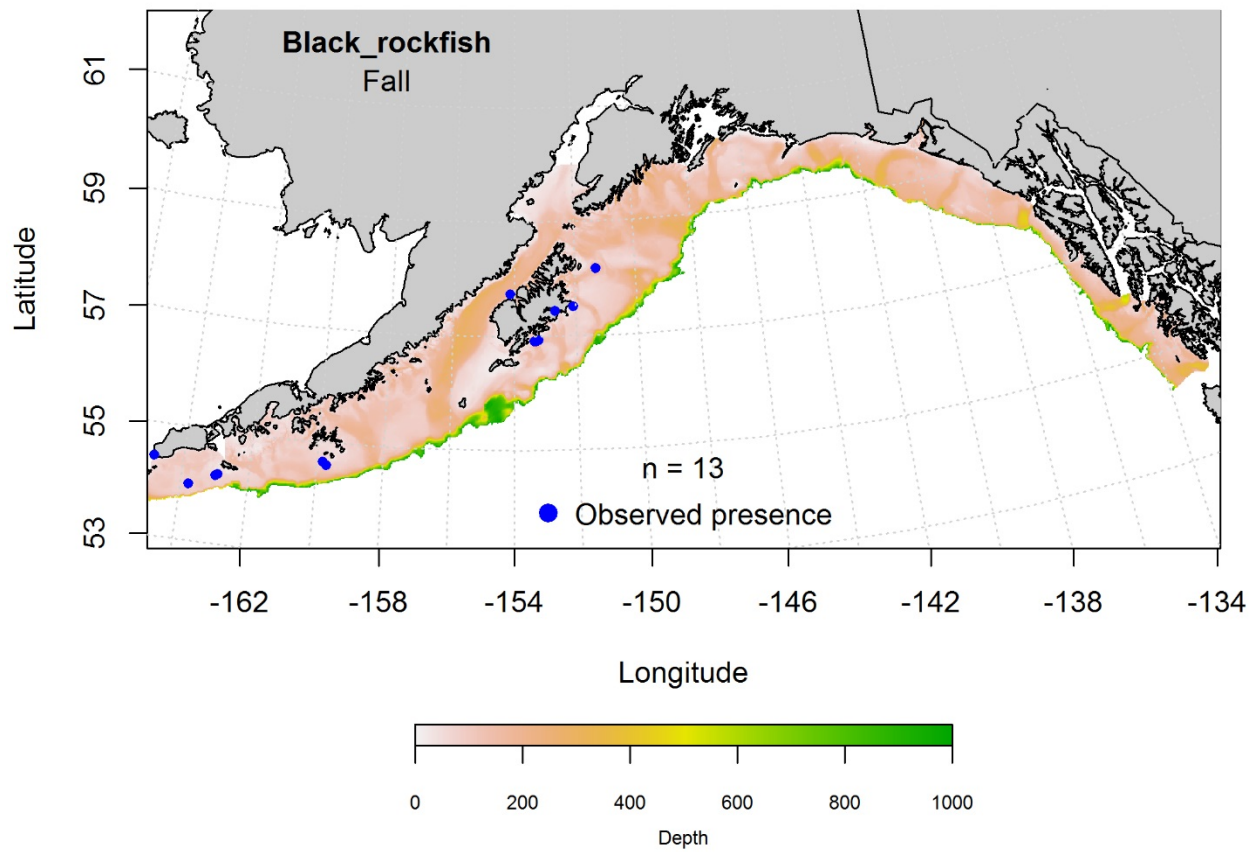 Black_rockfish
Fall
61
59
57
55
53
Latitude
n = 13
Observed presence
-162
-158
-154
-150
-146
-142
-138
-134
Longitude
0
200
400
600
800
1000
Depth